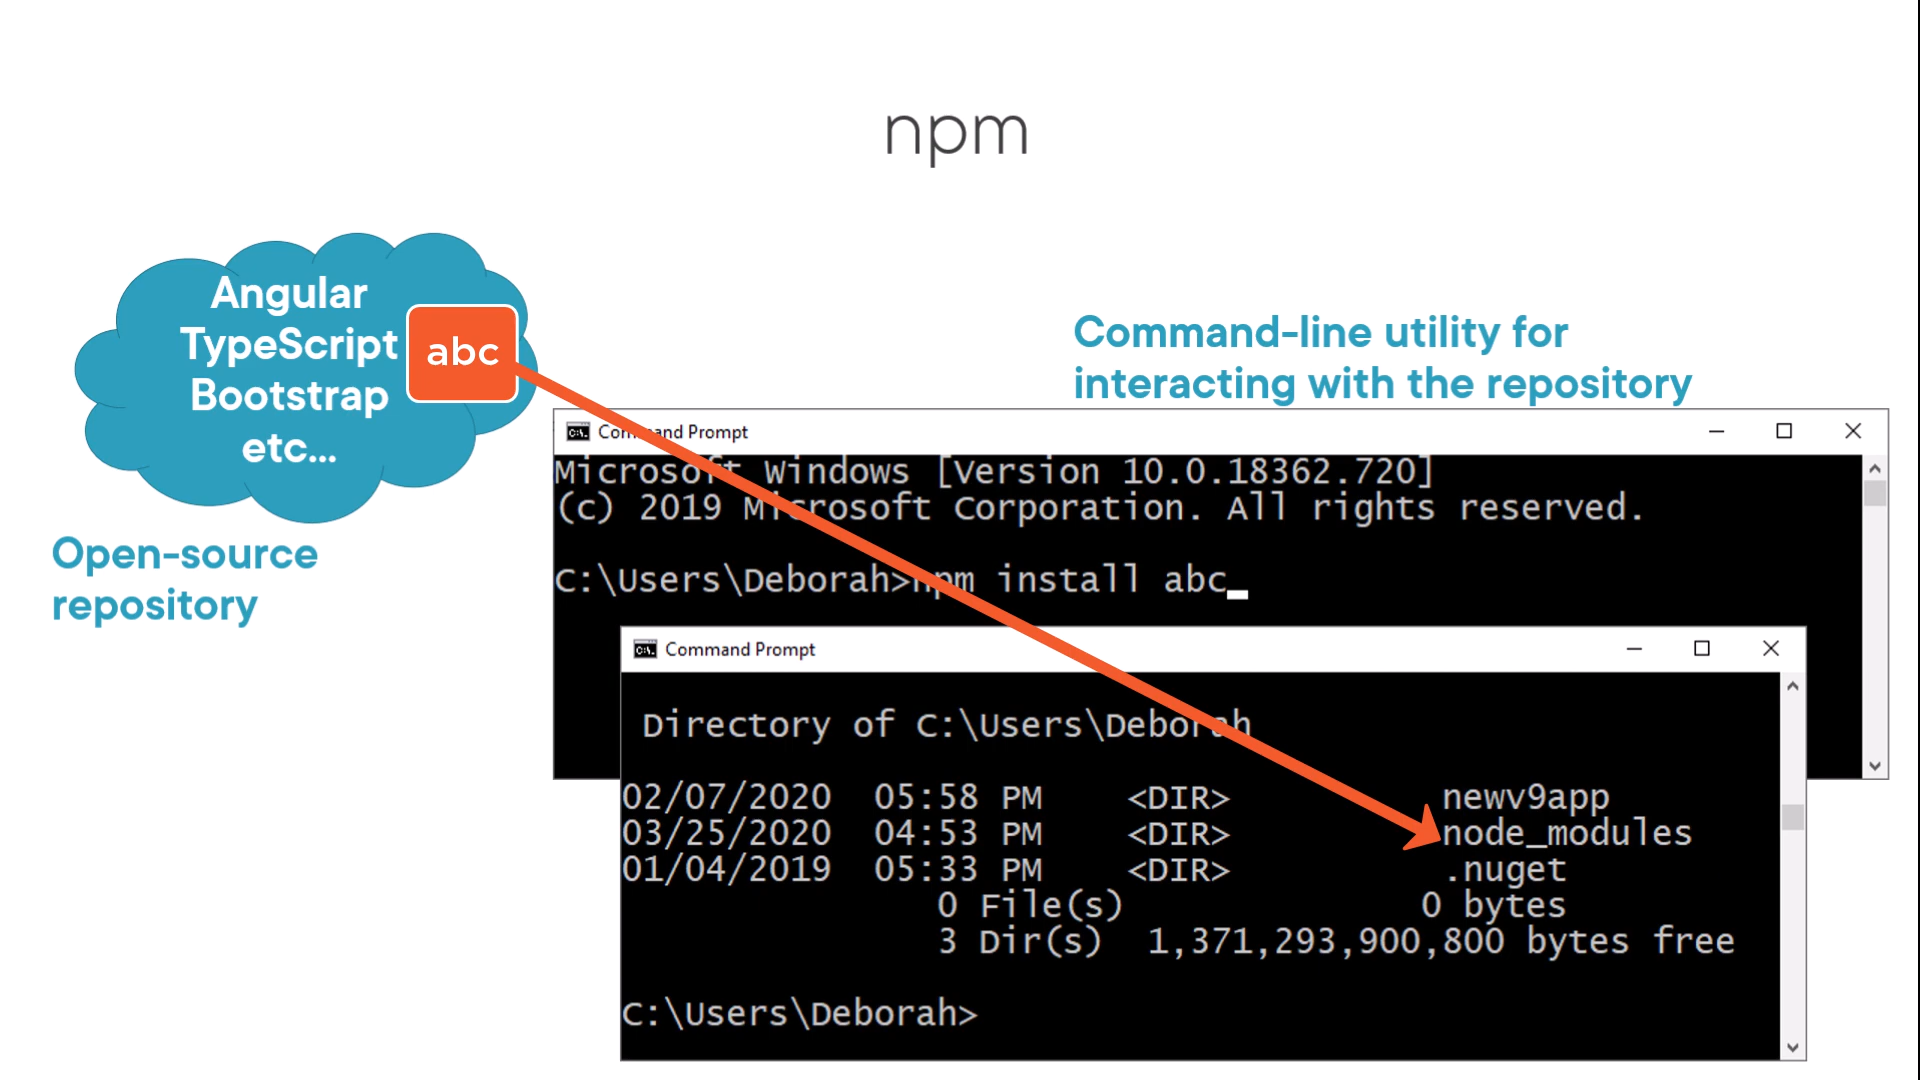 npm
Angular
TypeScript
Bootstrap
etc...
abc
Open-source
repository
Command-line utility for
interacting with the repository
Command Prompt
Microsoft Windows [Version 10.0.18362.720]
(c) 2019 Microsoft Corporation. All rights reserved.
C:\Users\Deborah>npm install abc_
Command Prompt
Directory of C:\Users\Deborah
02/07/2020 05:58 PM <DIR> newv9app
03/25/2020 04:53 PM <DIR> node_modules
01/04/2019 05:33 PM <DIR> .nuget
0 File(s) 0 bytes
3 Dir(s) 1,371,293,900,800 bytes free
C:\Users\Deborah>